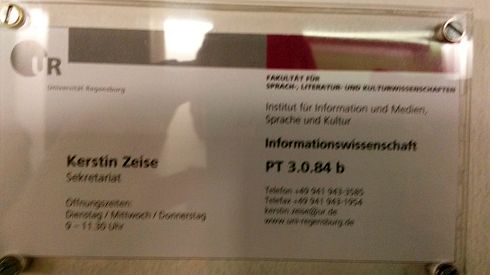 UR
Universität Regensburg
FAKULTÄT FÜR
SPRACH-, LITERATUR- UND KULTURWISSENSCHAFTEN
Institut für Information und Medien,
Sprache und Kultur
Informationswissenschaft
PT 3.0.84 b
Telefon +49 941 943-3585
Telefax +49 941 943-1954
kerstin.zeise@ur.de
www.uni-regensburg.de
Kerstin Zeise
Sekretariat
Öffnungszeiten:
Dienstag / Mittwoch / Donnerstag
9 – 11.30 Uhr